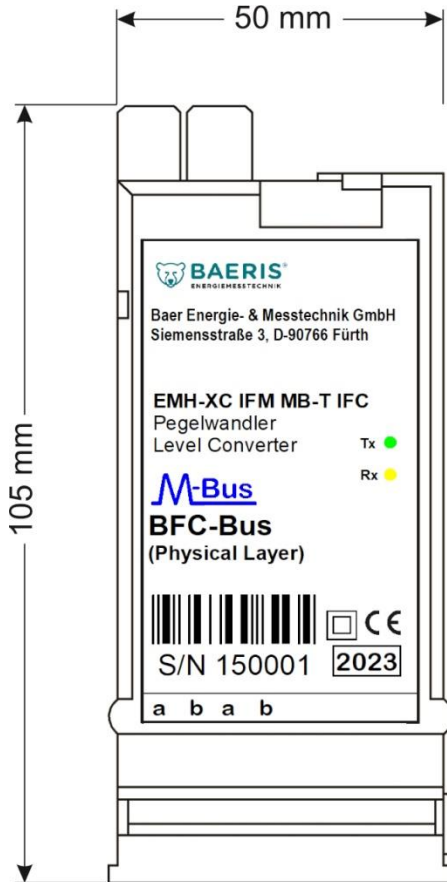 50 mm
105 mm
BAERIS®
ENERGIEMESSTECHNIK
Baer Energie- & Messtechnik GmbH
Siemensstraße 3, D-90766 Fürth
EMH-XC IFM MB-T IFC
Pegelwandler
Level Converter
Tx
Rx
M-Bus
BFC-Bus
(Physical Layer)
CE
S/N 150001
2023
a b a b